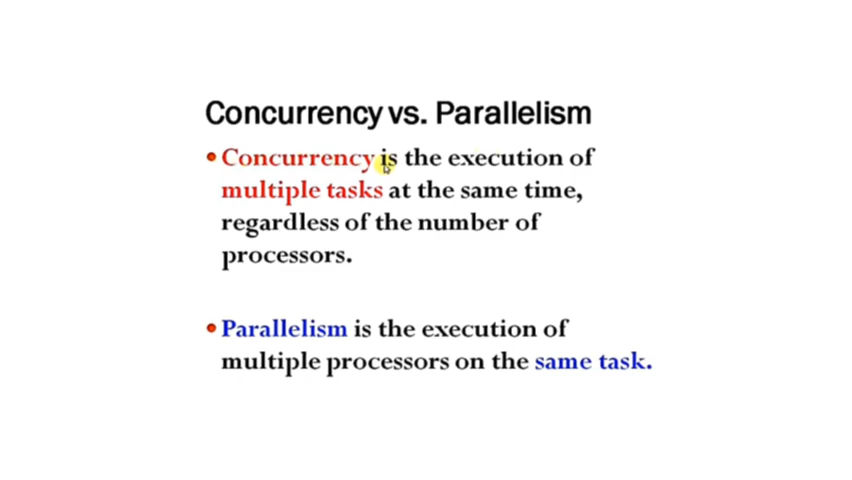 Concurrency vs. Parallelism
• Concurrency is the execution of
multiple tasks at the same time,
regardless of the number of
processors.
• Parallelism is the execution of
multiple processors on the same task.